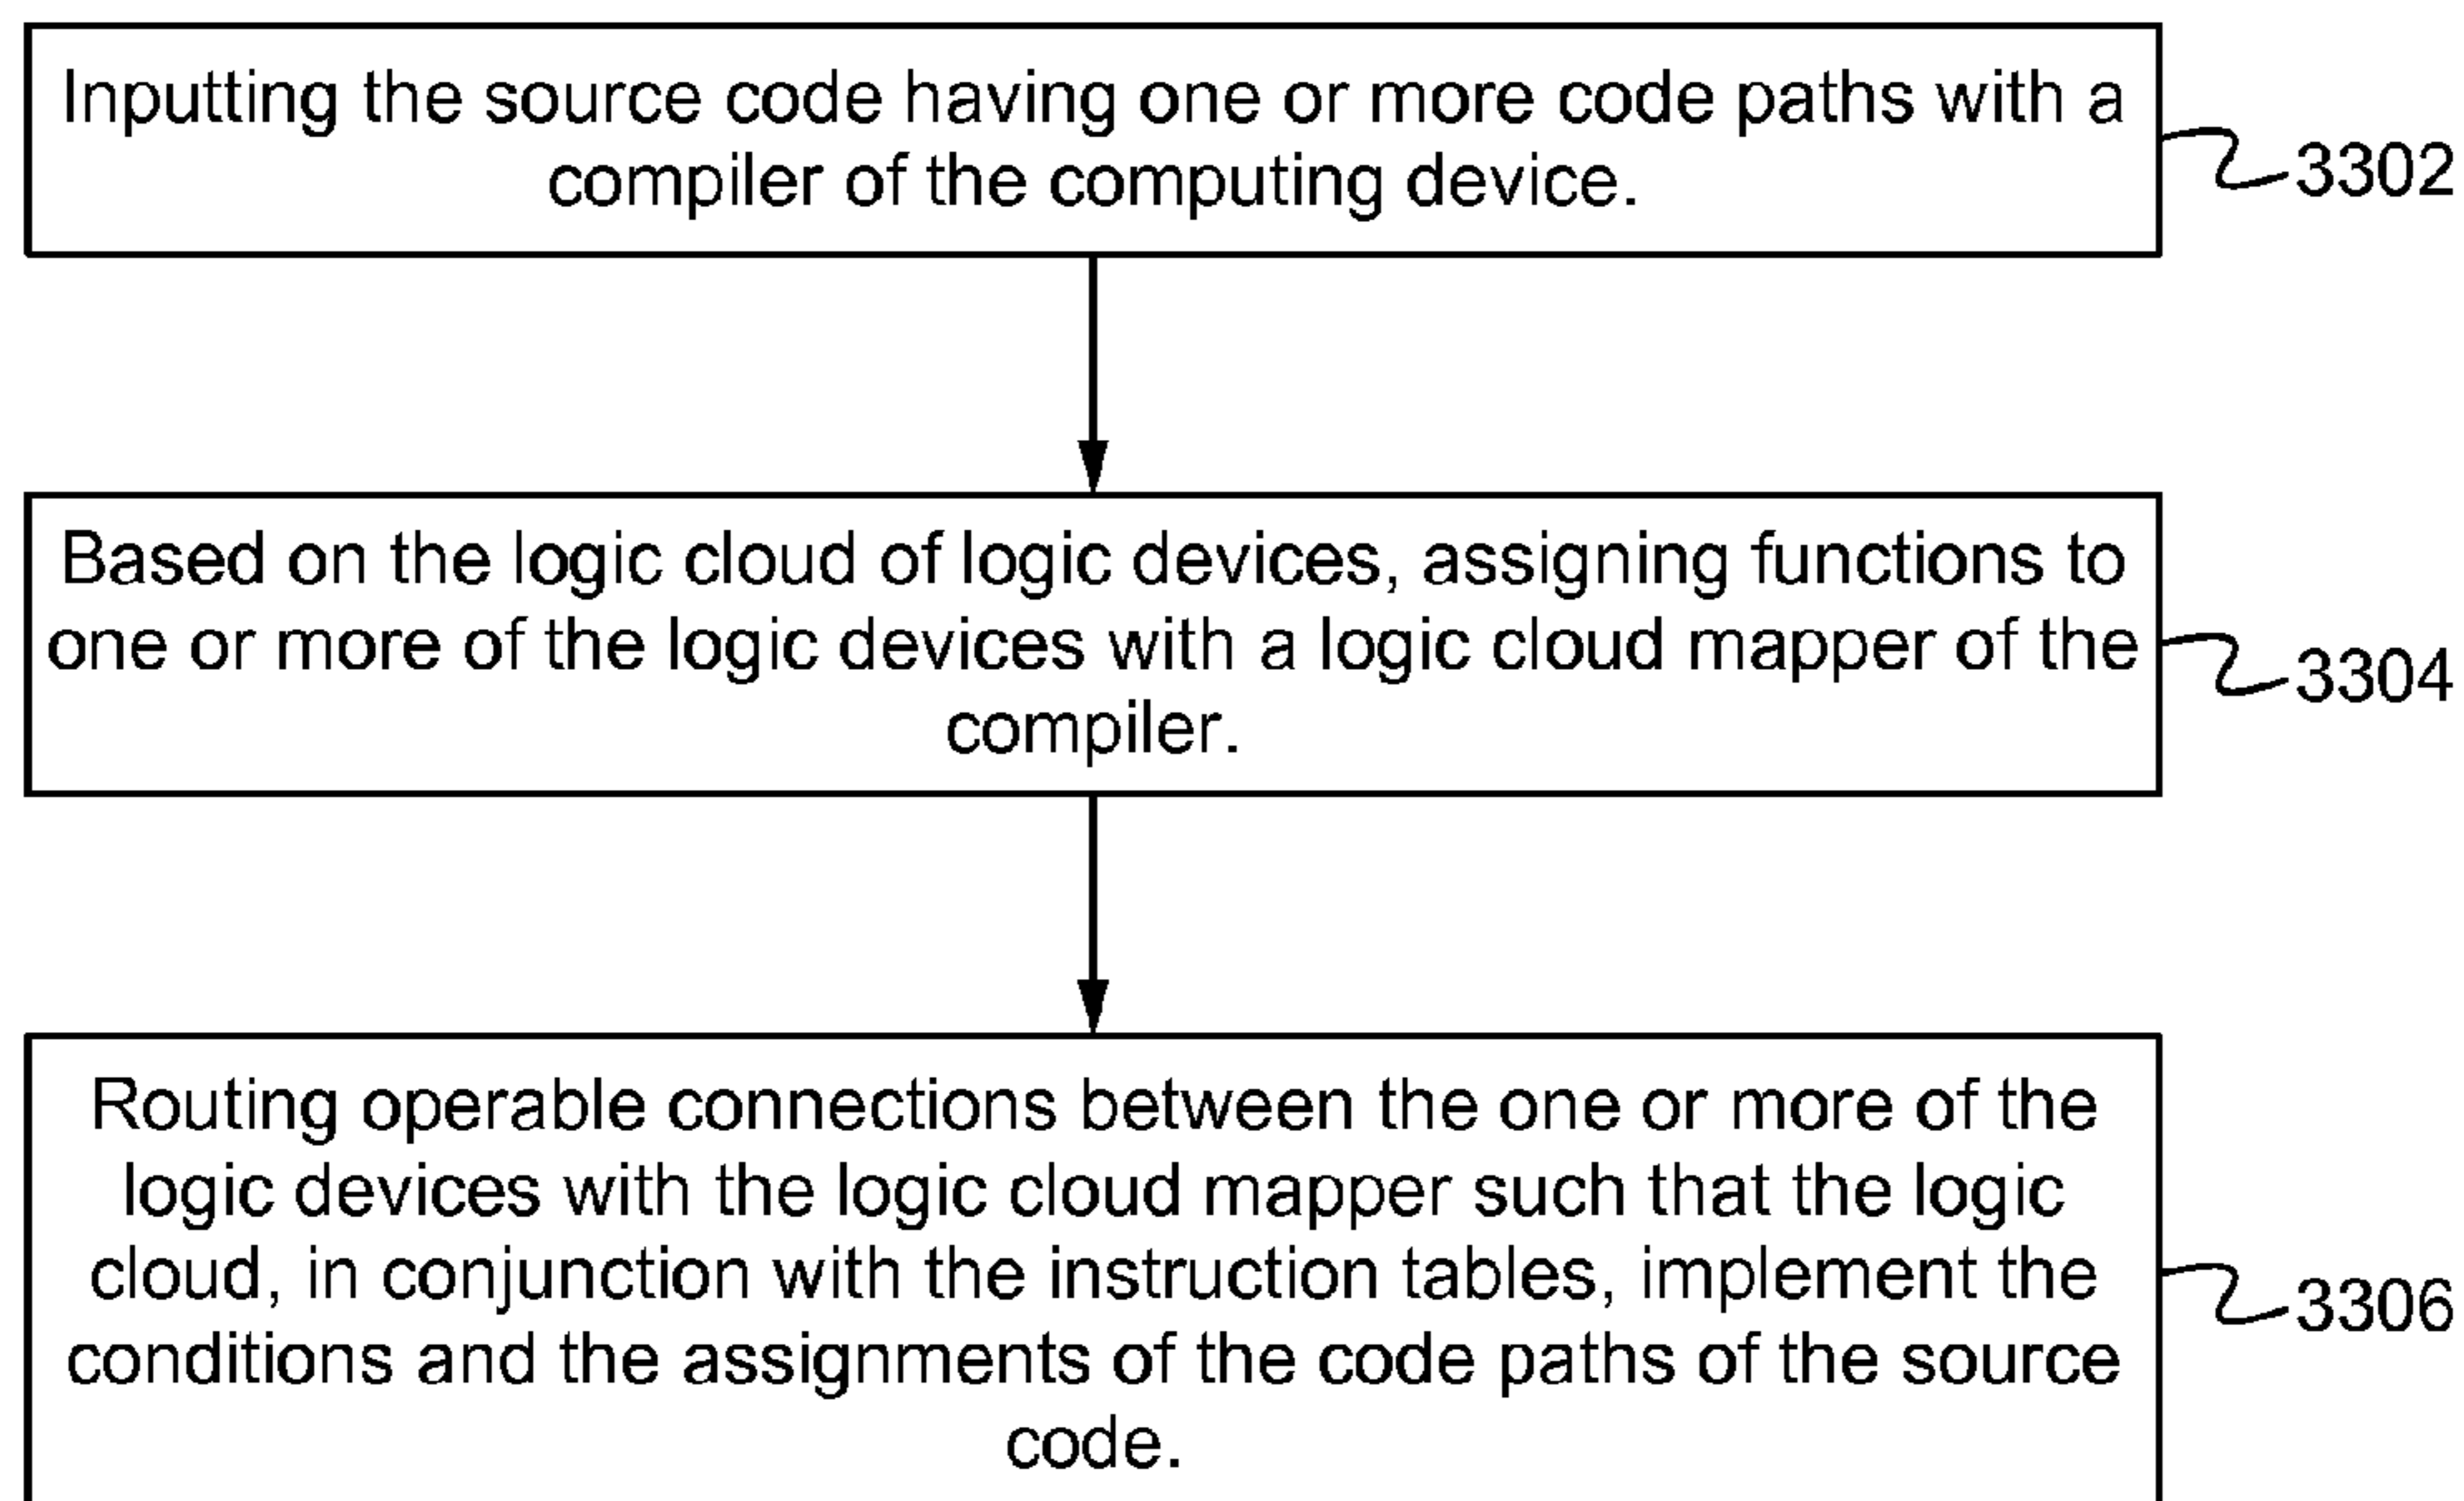 Inputting the source code having one or more code paths with a
compiler of the computing device.
3302
Based on the logic cloud of logic devices, assigning functions to
one or more of the logic devices with a logic cloud mapper of the
compiler.
3304
Routing operable connections between the one or more of the
logic devices with the logic cloud mapper such that the logic
cloud, in conjunction with the instruction tables, implement the
conditions and the assignments of the code paths of the source
code.
3306